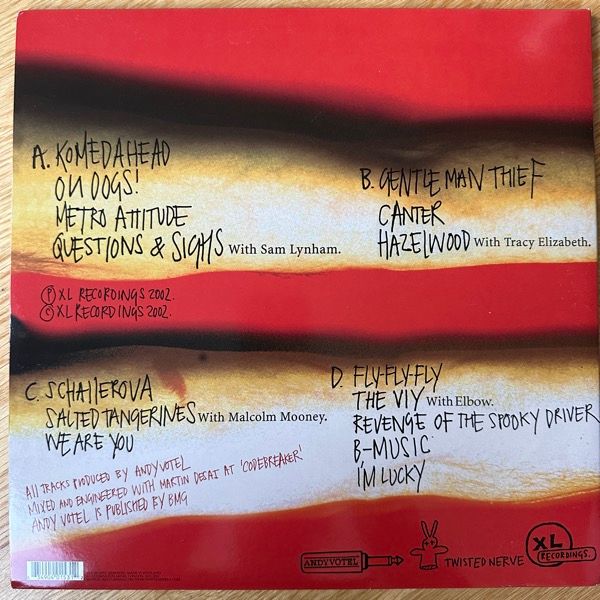 A. KOMEDAHEAD
OH DOGS!
METRO ATTITUDE
QUESTIONS & SIGHS With Sam Lynham.
B. GENTLE MAN THIEF
CANTER
HAZELWOOD With Tracy Elizabeth.
Ⓟ XL RECORDINGS 2002.
© XL RECORDINGS 2002.
C. SCHALLEROVA
SALTED TANGERINES With Malcolm Mooney.
WE ARE YOU
D. FLY-FLY-FLY
THE VIY With Elbow.
REVENGE OF THE SPOOKY DRIVER
B-MUSIC
I'M LUCKY
All TRACKS PRODUCED BY ANDY VOTEL
MIXED AND ENGINEERED WITH MARTIN DESAI AT 'CODEBREAKER'
ANDY VOTEL IS PUBLISHED BY BMG
ANDYVOTEL
TWISTED NERVE
XL
RECORDINGS.